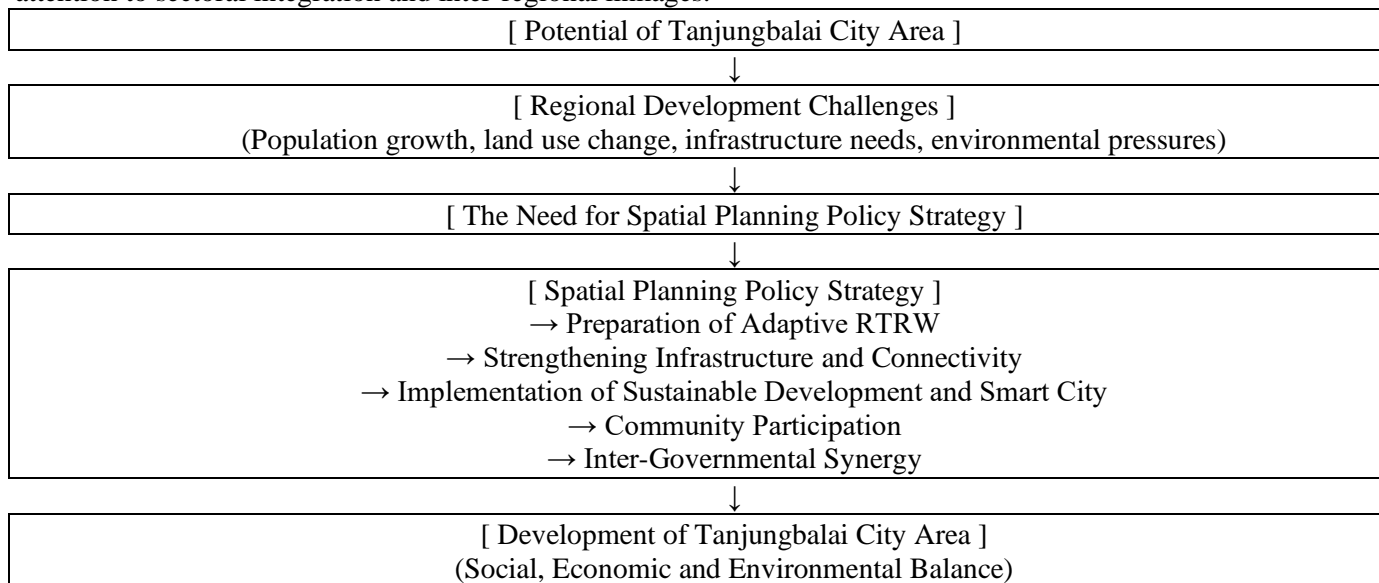 attention to sectoral integration and inter-regional linkages.
[ Potential of Tanjungbalai City Area ]
↓
[ Regional Development Challenges ]
(Population growth, land use change, infrastructure needs, environmental pressures)
↓
[ The Need for Spatial Planning Policy Strategy ]
↓
[ Spatial Planning Policy Strategy ]
→ Preparation of Adaptive RTRW
→ Strengthening Infrastructure and Connectivity
→ Implementation of Sustainable Development and Smart City
→ Community Participation
→ Inter-Governmental Synergy
↓
[ Development of Tanjungbalai City Area ]
(Social, Economic and Environmental Balance)